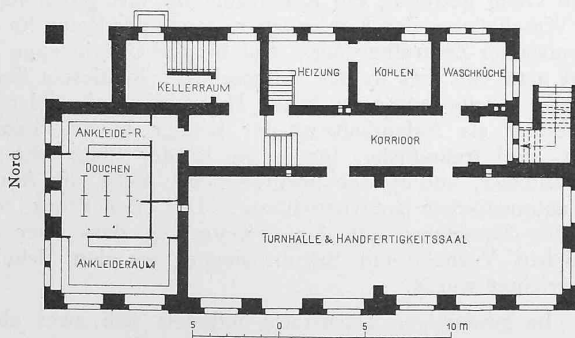 HEIZUNG
KOHLEN
WASCHKÜCHE
KELLERRAUM
ANKLEIDE-R.
KORRIDOR
DOUCHEN
Nord
TURNHALLE & HANDFERTIGKEITSSAAL
ANKLEIDERAUM
5 0 5 10 m